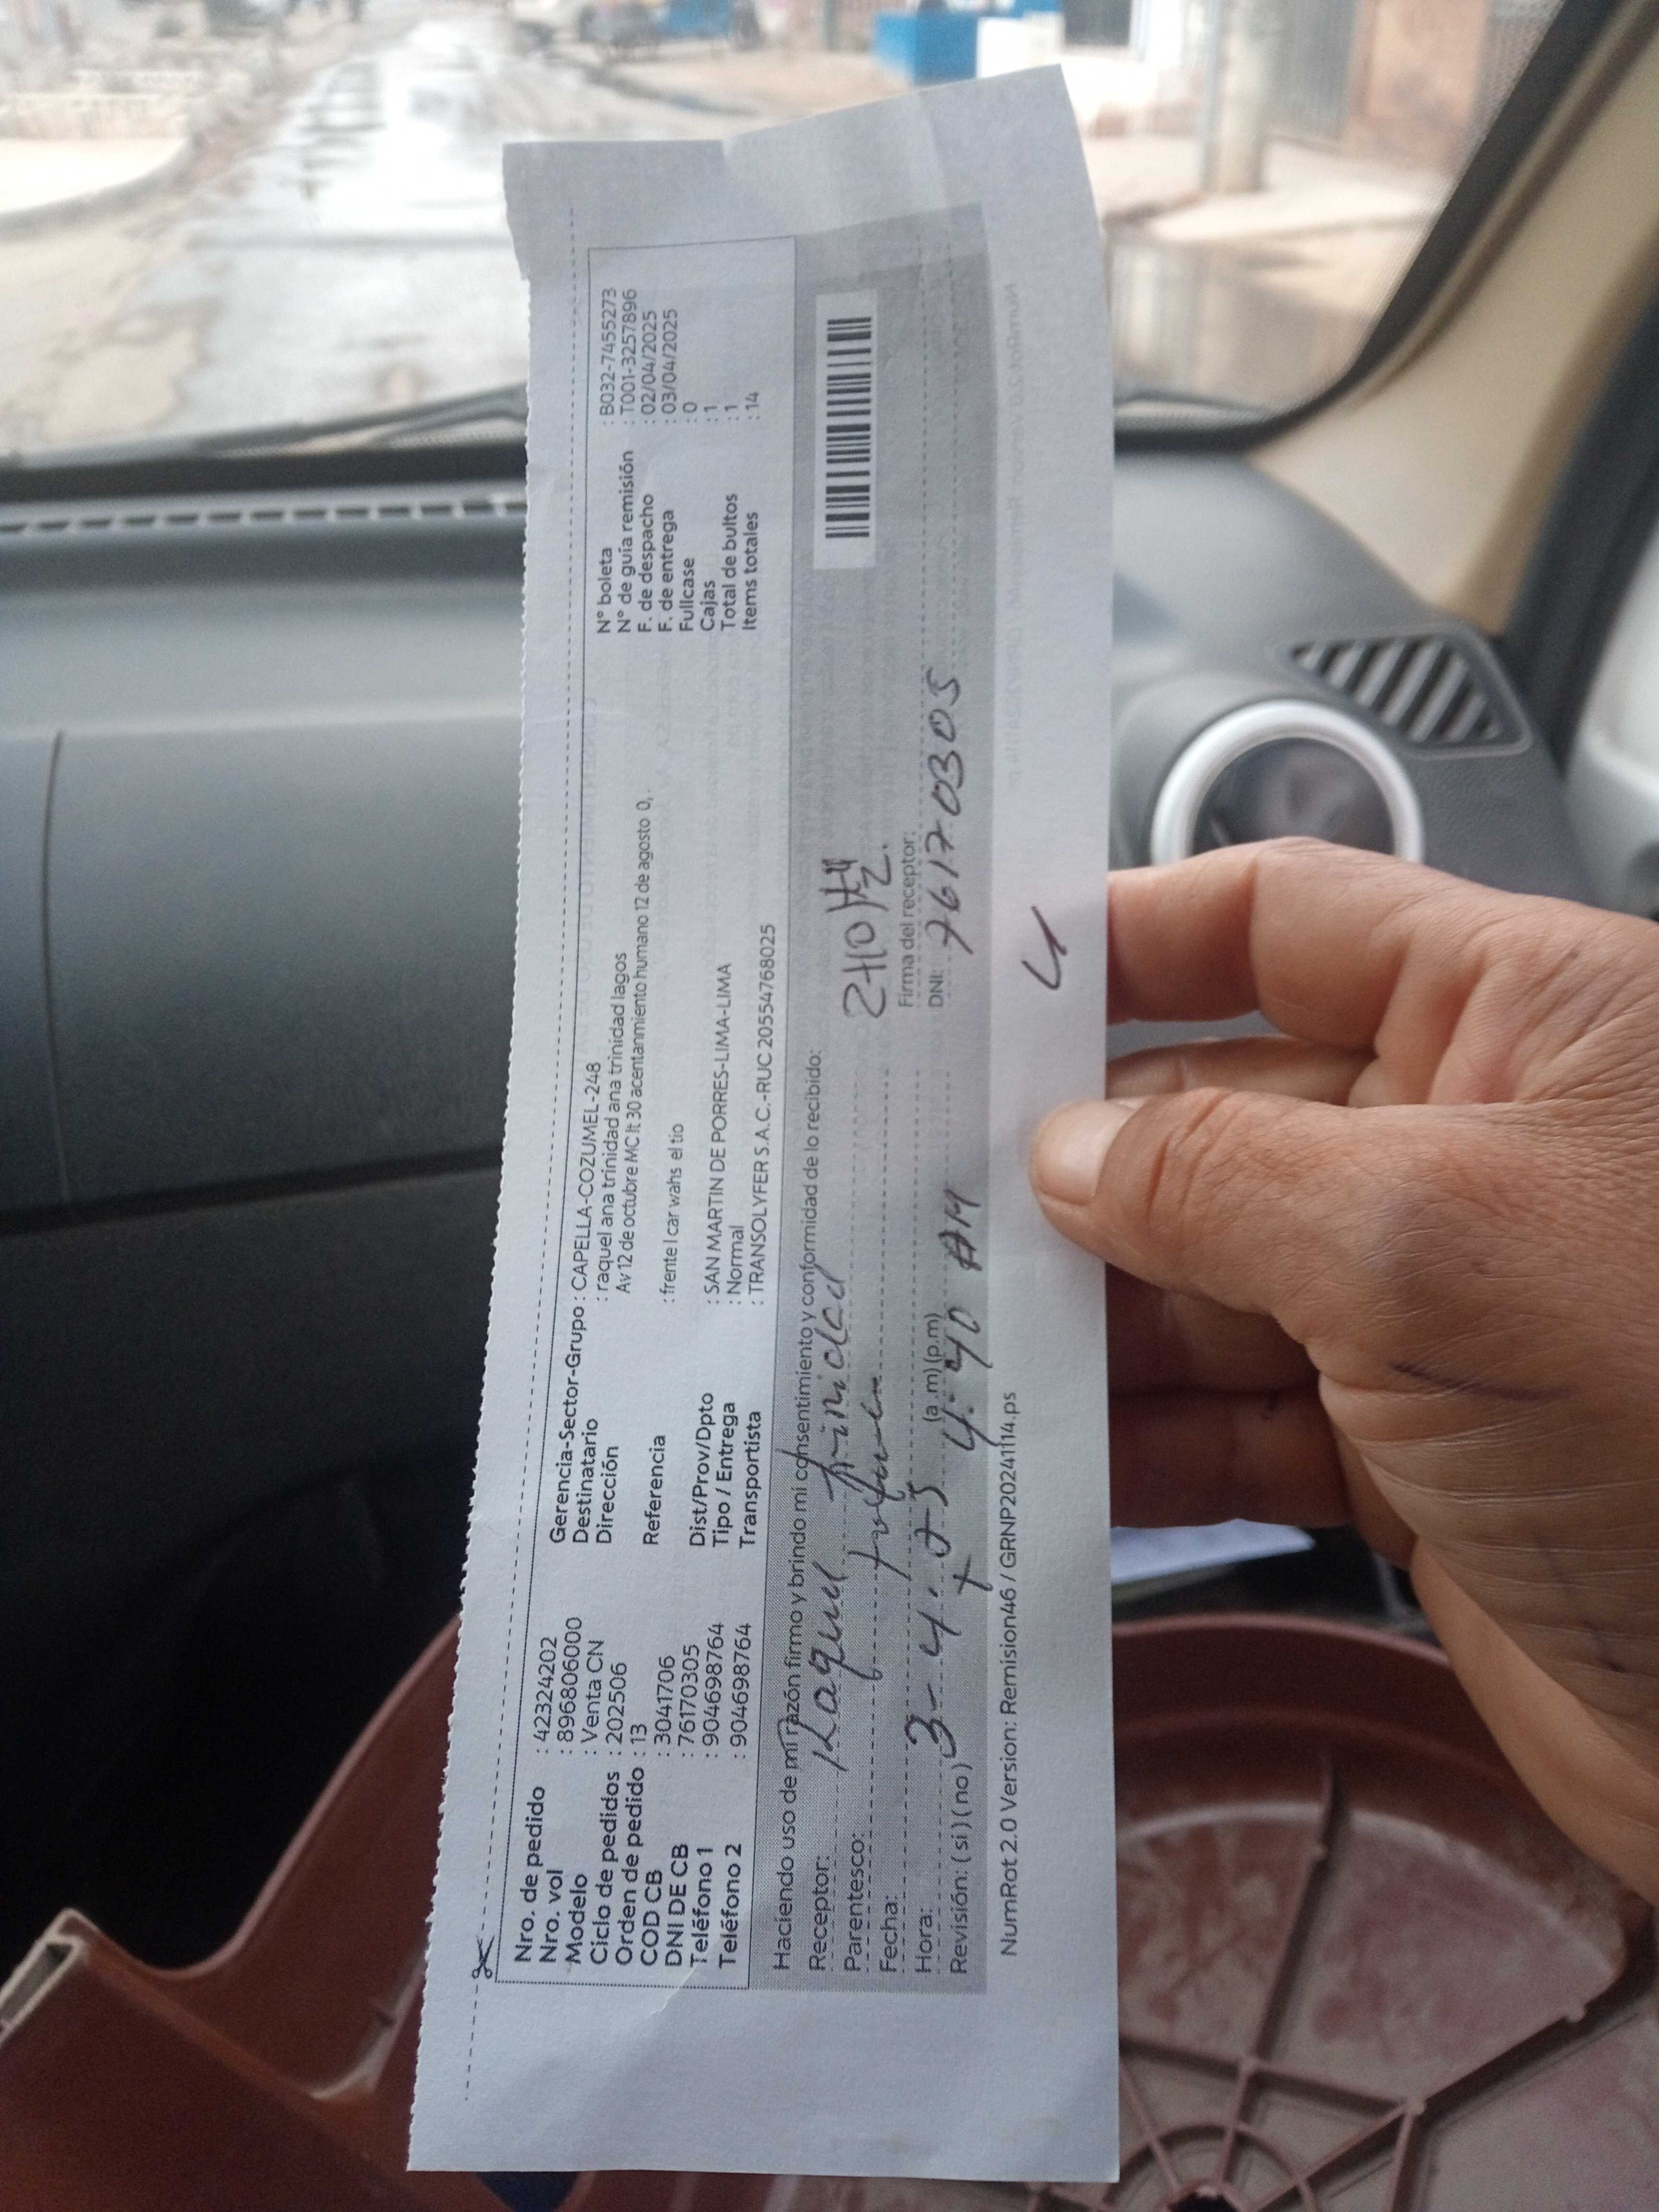 Nro. de pedido : 42324202
Nro. vol : 896806000
Modelo : Venta CN
Ciclo de pedidos : 202506
Orden de pedido : 13
COD CB : 3041706
DNI DE CB : 76170305
Teléfono 1 : 904698764
Teléfono 2 : 904698764
Gerencia-Sector-Grupo : CAPELLA-COZUMEL-248
Destinatario : raquel ana trinidad ana trinidad lagos
Dirección Av 12 de octubre MC lt 30 acentanmiento humano 12 de agosto 0, .
Referencia : frente l car wahs el tio
Dist/Prov/Dpto : SAN MARTIN DE PORRES-LIMA-LIMA
Tipo / Entrega : Normal
Transportista : TRANSOLYFER S.A.C.-RUC 20554768025
N° boleta : B032-7455273
N° de guía remisión : T001-3257896
F. de despacho : 02/04/2025
F. de entrega : 03/04/2025
Fullcase : 0
Cajas : 1
Total de bultos : 1
Items totales : 14
Haciendo uso de mi razón firmo y brindo mi consentimiento y conformidad de lo recibido:
Receptor: Raquel trinidad
Parentesco:
Fecha: 3-4-
Hora: (a.m) (p.m) 4:40 AM
Revisión: (si) (no)
Firma del receptor:
DNI: 76170305
NumRot 2.0 Version: Remision46 / GRNP20241114.ps